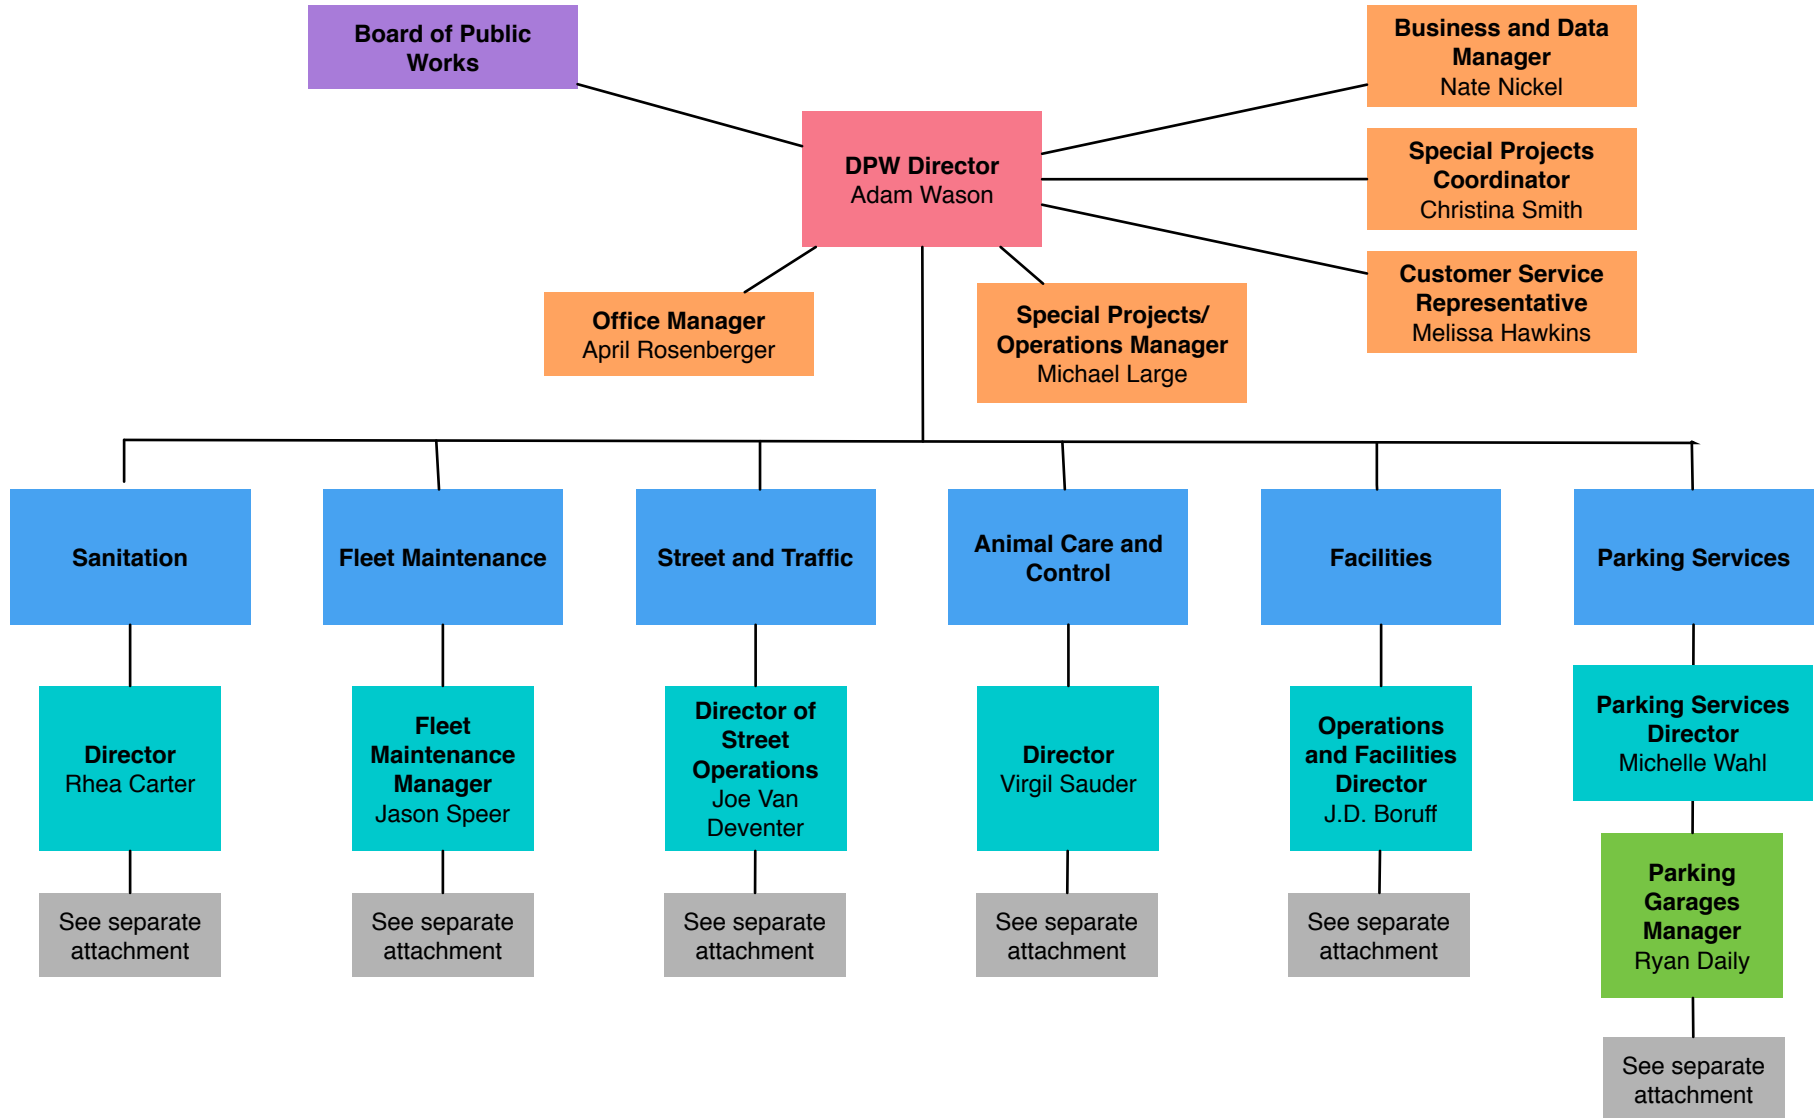 Board of Public
Works
Business and Data
Manager
Nate Nickel
DPW Director
Adam Wason
Special Projects
Coordinator
Christina Smith
Customer Service
Representative
Melissa Hawkins
Office Manager
April Rosenberger
Special Projects/
Operations Manager
Michael Large
Sanitation
Fleet Maintenance
Street and Traffic
Animal Care and
Control
Facilities
Parking Services
Director
Rhea Carter
Fleet
Maintenance
Manager
Jason Speer
Director of
Street
Operations
Joe Van
Deventer
Director
Virgil Sauder
Operations
and Facilities
Director
J.D. Boruff
Parking Services
Director
Michelle Wahl
Parking
Garages
Manager
Ryan Daily
See separate
attachment
See separate
attachment
See separate
attachment
See separate
attachment
See separate
attachment
See separate
attachment